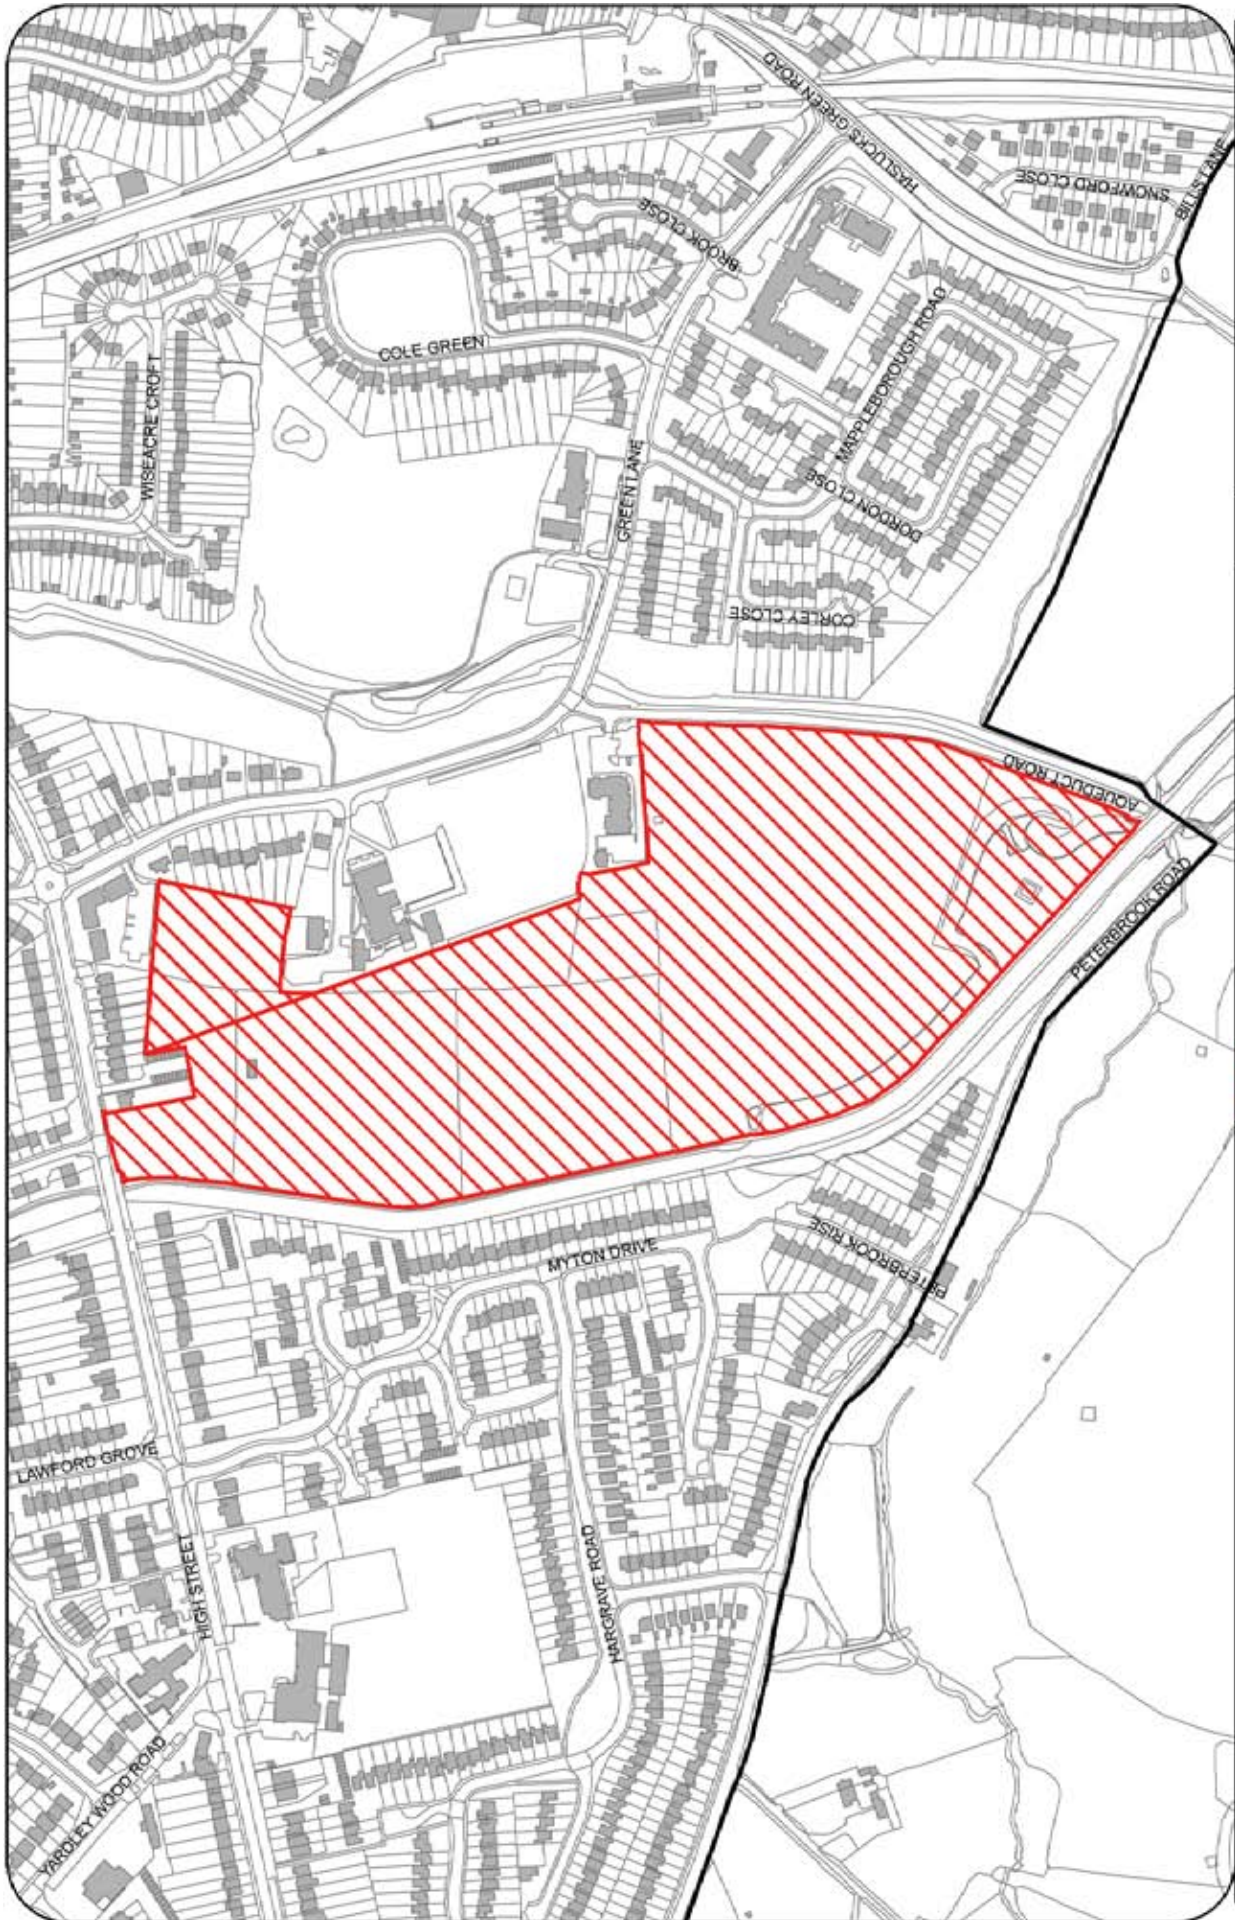 HASLUCKS GREEN ROAD
SNOWFORD CLOSE
BILLS LANE
BROOK CLOSE
COLE GREEN
WISEACRE CROFT
MAPPLEBOROUGH ROAD
GREEN LANE
DORDON CLOSE
CORLEY CLOSE
AQUEDUCT ROAD
PETERBROOK ROAD
MYTON DRIVE
PETERBROOK RISE
LAWFORD GROVE
HIGH STREET
HARGRAVE ROAD
YARDLEY WOOD ROAD